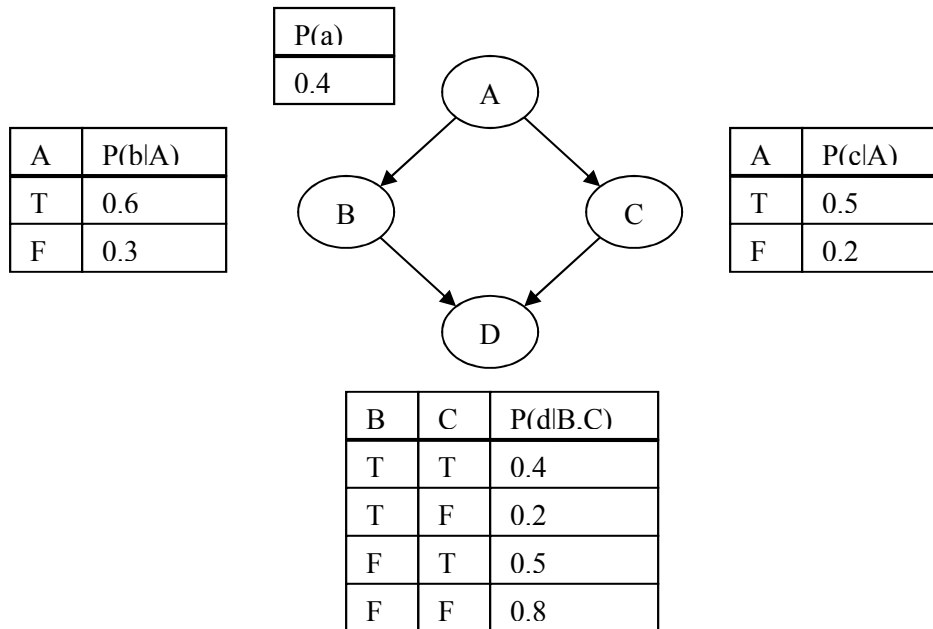 P(a)
0.4
A
A P(b|A)
T 0.6
F 0.3
A P(c|A)
T 0.5
F 0.2
B
C
D
B C P(d|B,C)
T T 0.4
T F 0.2
F T 0.5
F F 0.8